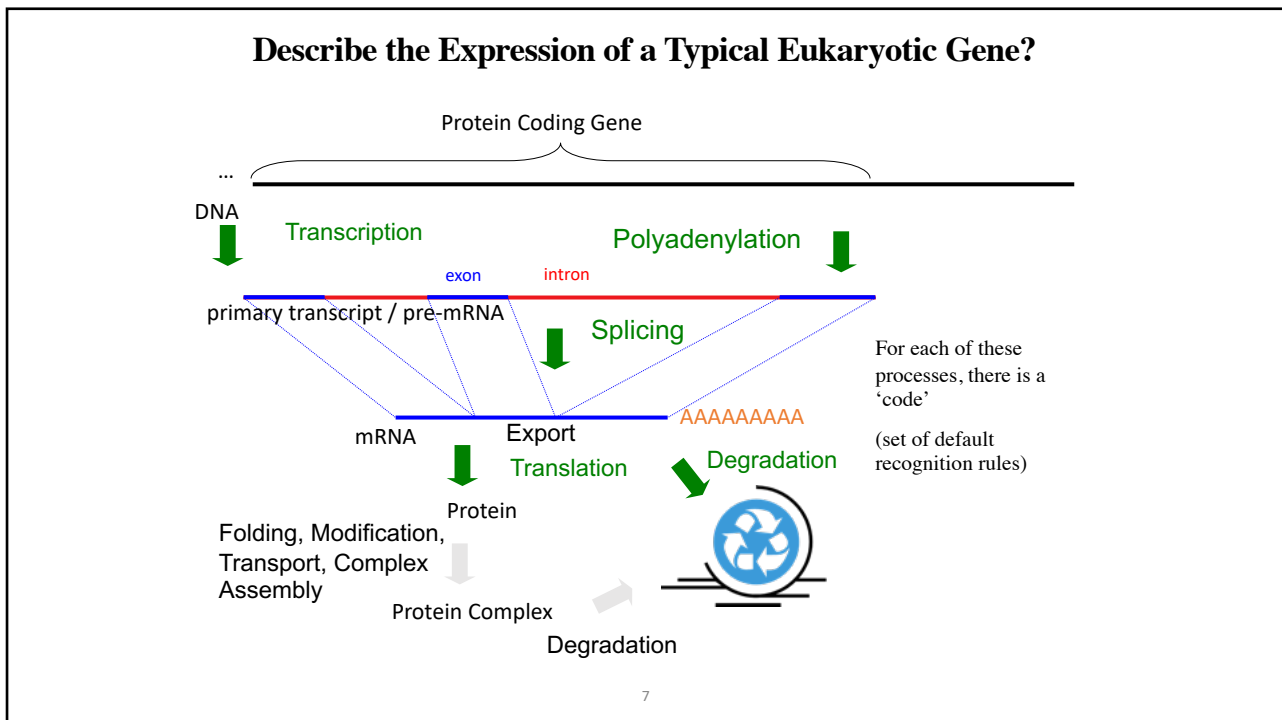 Describe the Expression of a Typical Eukaryotic Gene?
Protein Coding Gene
...
DNA
Transcription
Polyadenylation
exon
intron
primary transcript / pre-mRNA
Splicing
For each of these
processes, there is a
‘code’
(set of default
recognition rules)
AAAAAAAAA
mRNA
Export
Translation
Degradation
Protein
Folding, Modification,
Transport, Complex
Assembly
Protein Complex
Degradation
7